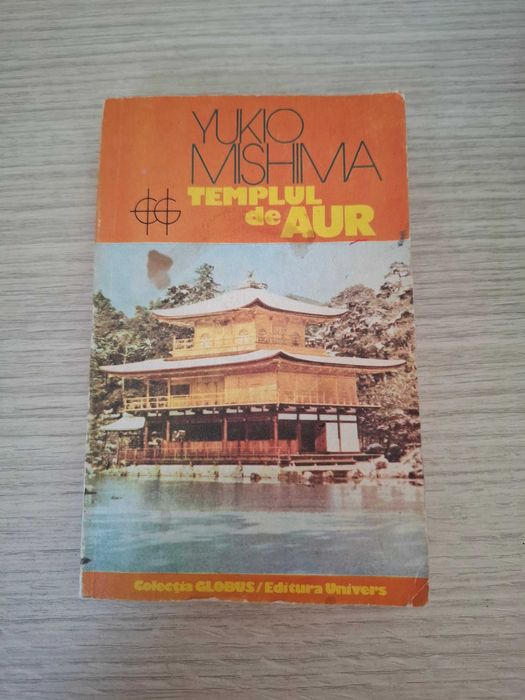 YUKIO
MISHIMA
TEMPLUL
de AUR
Colecția GLOBUS/Editura Univers